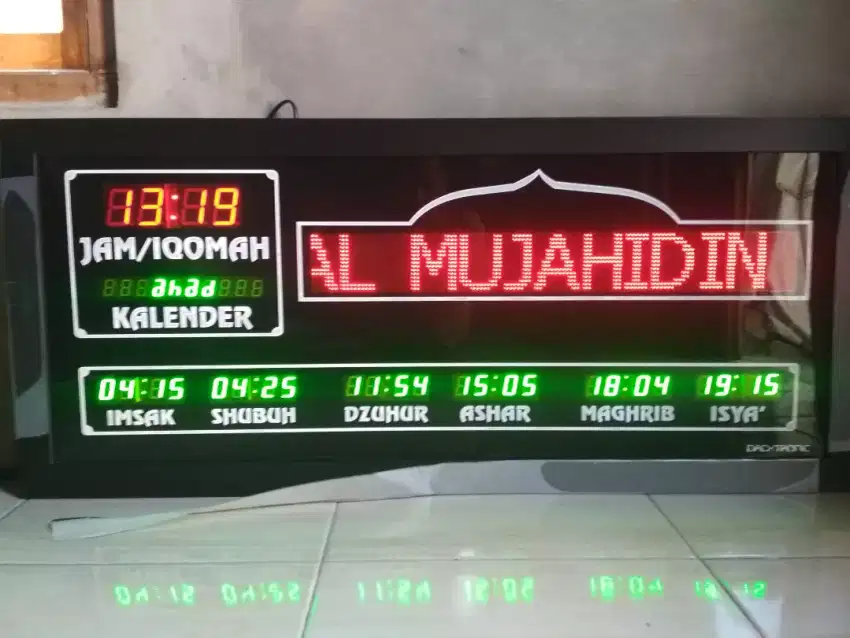 13:19
JAM/IQOMAH
ahad
KALENDER
AL MUJAHIDIN
04:15 04:25 11:54 15:05 18:04 19:15
IMSAK SHUBUH DZUHUR ASHAR MAGHRIB ISYA'